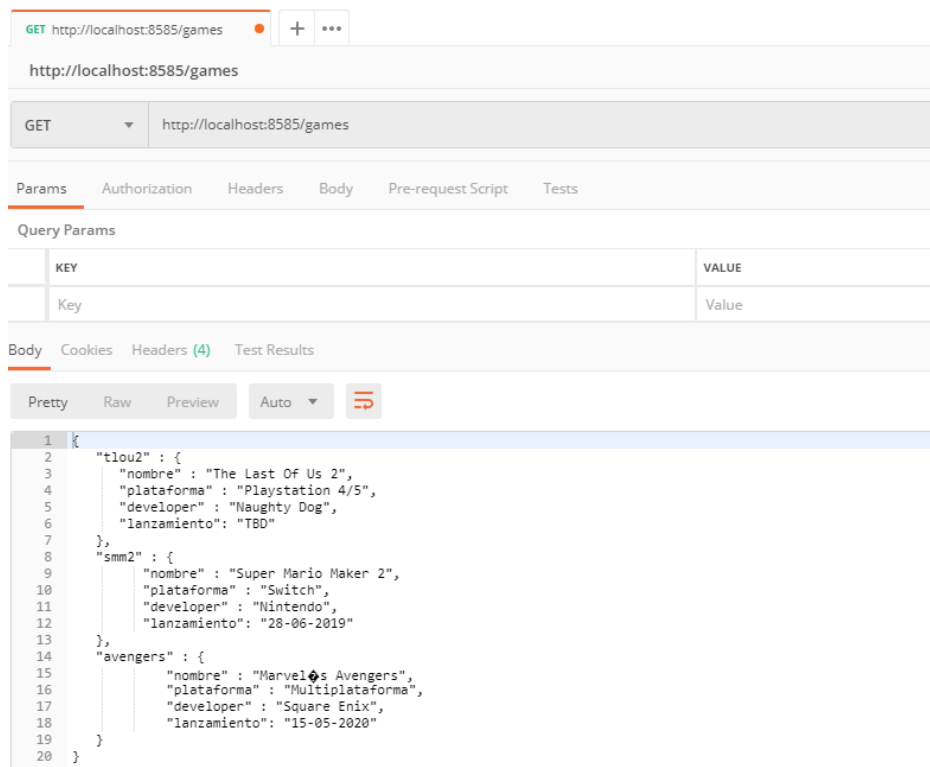 GET http://localhost:8585/games
http://localhost:8585/games
GET http://localhost:8585/games
Params Authorization Headers Body Pre-request Script Tests
Query Params
KEY VALUE
Key Value
Body Cookies Headers (4) Test Results
Pretty Raw Preview Auto
1 {
2 "tlou2" : {
3 "nombre" : "The Last Of Us 2",
4 "plataforma" : "Playstation 4/5",
5 "developer" : "Naughty Dog",
6 "lanzamiento": "TBD"
7 },
8 "smm2" : {
9 "nombre" : "Super Mario Maker 2",
10 "plataforma" : "Switch",
11 "developer" : "Nintendo",
12 "lanzamiento": "28-06-2019"
13 },
14 "avengers" : {
15 "nombre" : "Marvel�s Avengers",
16 "plataforma" : "Multiplataforma",
17 "developer" : "Square Enix",
18 "lanzamiento": "15-05-2020"
19 }
20 }